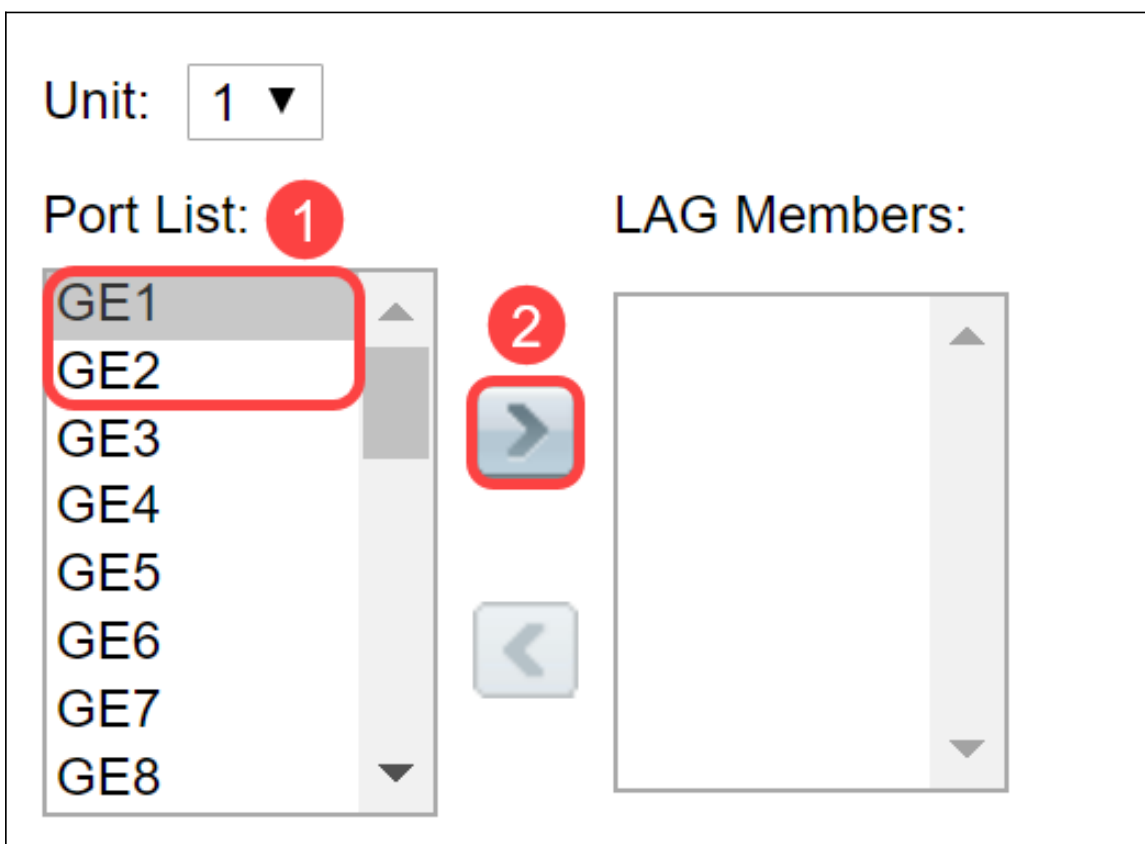 Unit: 1 ▼
Port List: 1
LAG Members:
GE1
2
GE2
GE3
GE4
GE5
GE6
GE7
GE8